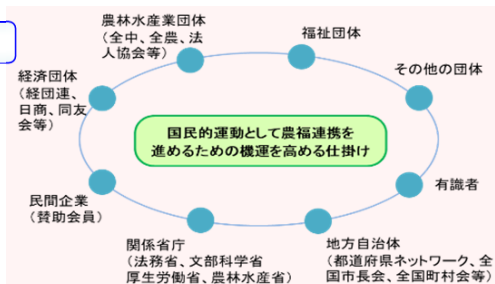 農林水産業団体
（全中、全農、法
人協会等）
福祉団体
その他の団体
経済団体
（経団連、
日商、同友
会等）
国民的運動として農福連携を
進めるための機運を高める仕掛け
有識者
民間企業
（賛助会員）
関係省庁
（法務省、文部科学省
厚生労働省、農林水産省）
地方自治体
（都道府県ネットワーク、全
国市長会、全国町村会等）